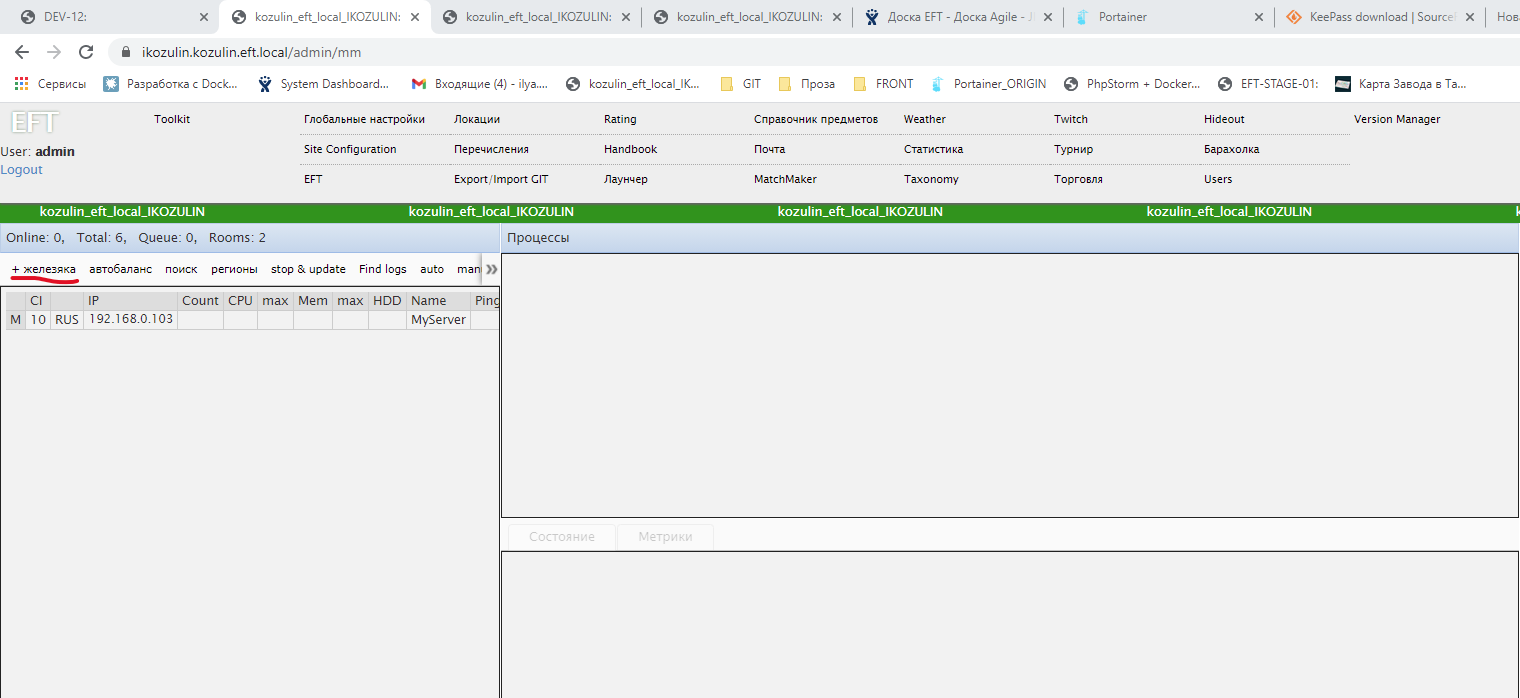 DEV-12:
kozulin_eft_local_IKOZULIN:
kozulin_eft_local_IKOZULIN:
kozulin_eft_local_IKOZULIN:
Доска EFT - Доска Agile -
Portainer
KeePass download | Source
Нов
ikozulin.kozulin.eft.local/admin/mm
Сервисы
Разработка с Dock...
System Dashboard...
Входящие (4) - ilya....
kozulin_eft_local_IK...
GIT
Проза
FRONT
Portainer_ORIGIN
PhpStorm + Docker...
EFT-STAGE-01:
Карта Завода в Та...
EFT
Toolkit
Глобальные настройки
Локации
Rating
Справочник предметов
Weather
Twitch
Hideout
Version Manager
User: admin
Site Configuration
Перечисления
Handbook
Почта
Статистика
Турнир
Барахолка
Logout
EFT
Export/Import GIT
Лаунчер
MatchMaker
Taxonomy
Торговля
Users
kozulin_eft_local_IKOZULIN
kozulin_eft_local_IKOZULIN
kozulin_eft_local_IKOZULIN
kozulin_eft_local_IKOZULIN
Online: 0, Total: 6, Queue: 0, Rooms: 2
Процессы
+ железяка
автобаланс
поиск
регионы
stop & update
Find logs
auto
man
»
CI IP Count CPU max Mem max HDD Name Ping
M 10 RUS 192.168.0.103 MyServer
Состояние
Метрики